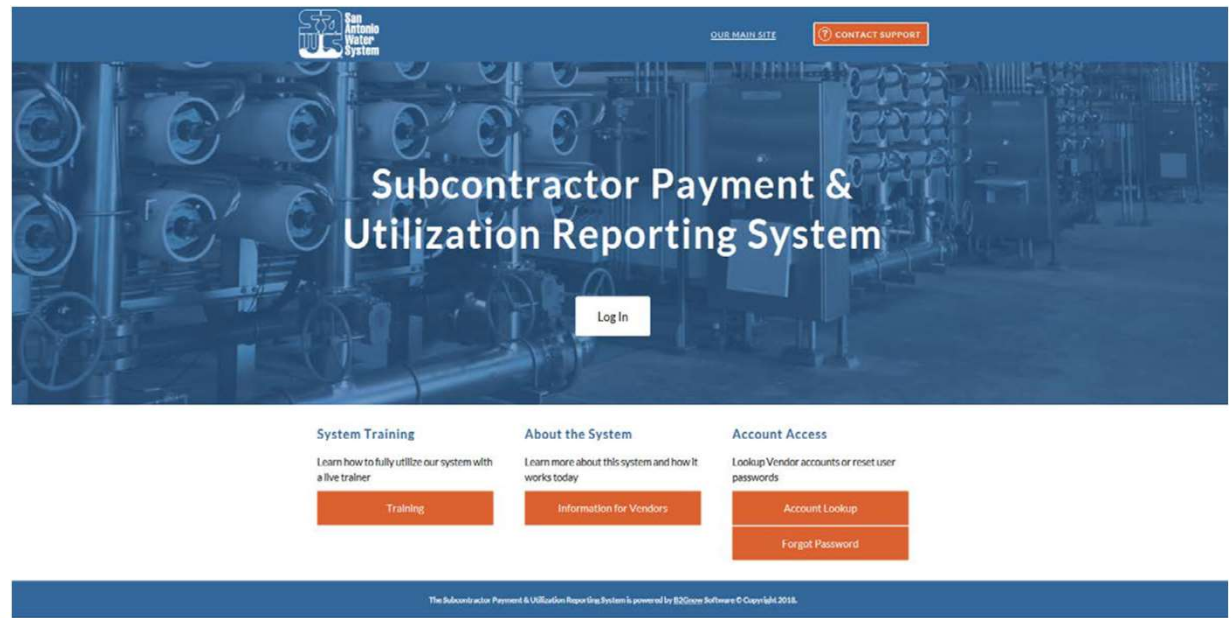 San
Antonio
Water
System
OUR MAIN SITE
? CONTACT SUPPORT
Subcontractor Payment &
Utilization Reporting System
Log In
System Training
Learn how to fully utilize our system with
a live trainer
Training
About the System
Learn more about this system and how it
works today
Information for Vendors
Account Access
Lookup Vendor accounts or reset user
passwords
Account Lookup
Forgot Password
The Subcontractor Payment & Utilization Reporting System is powered by B2Gnow Software © Copyright 2018.